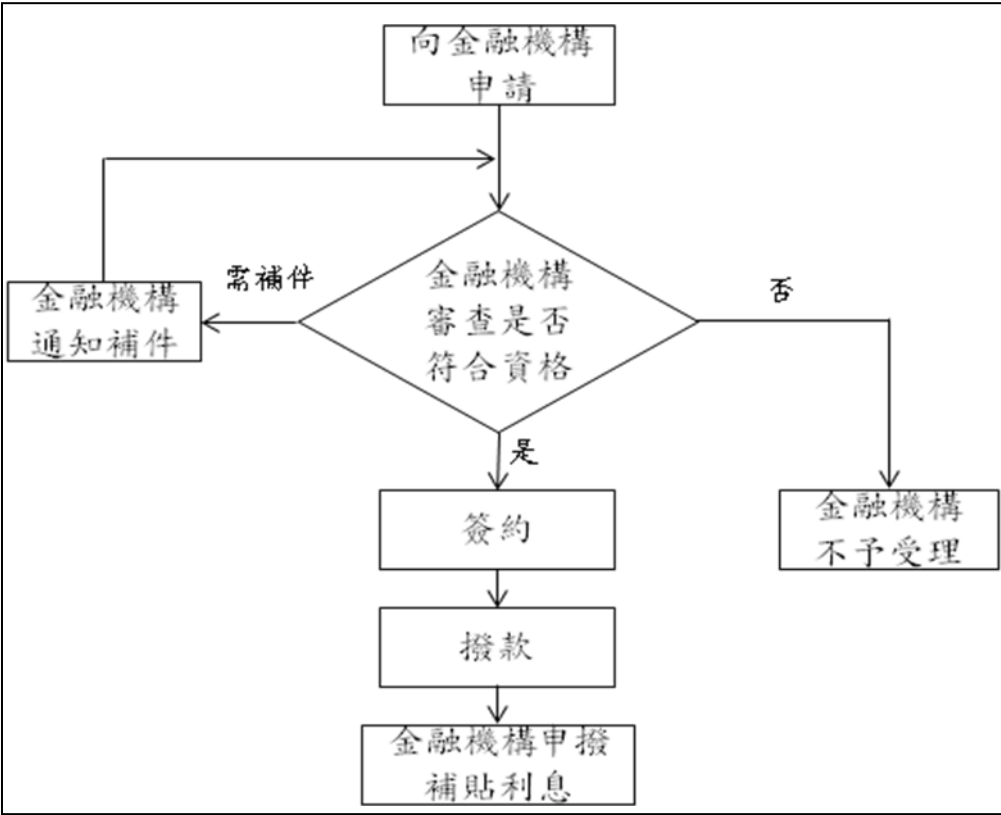 向金融機構
申請
需補件
金融機構
通知補件
金融機構
審查是否
符合資格
否
是
簽約
金融機構
不予受理
撥款
金融機構申撥
補貼利息